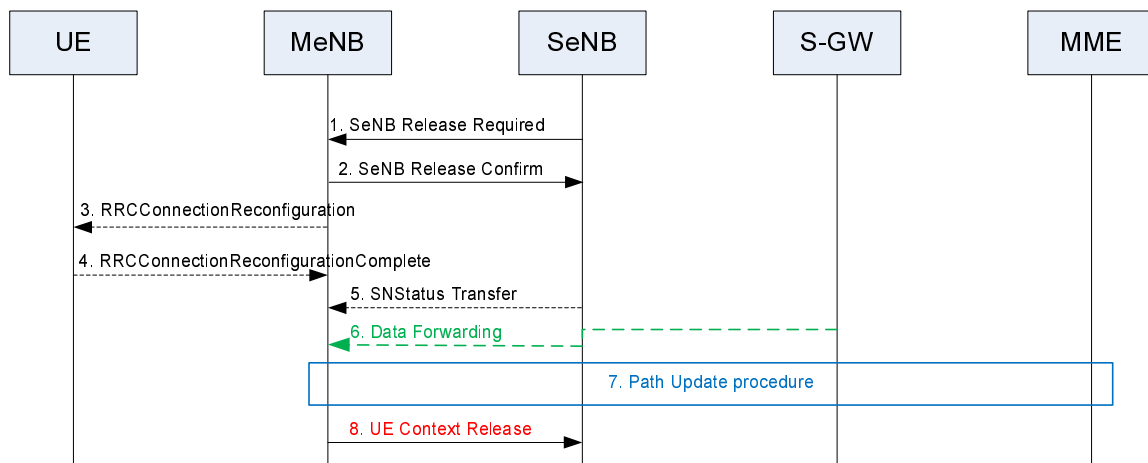 UE
MeNB
SeNB
S-GW
MME
1. SeNB Release Required
2. SeNB Release Confirm
3. RRCConnectionReconfiguration
4. RRCConnectionReconfigurationComplete
5. SNStatus Transfer
6. Data Forwarding
7. Path Update procedure
8. UE Context Release